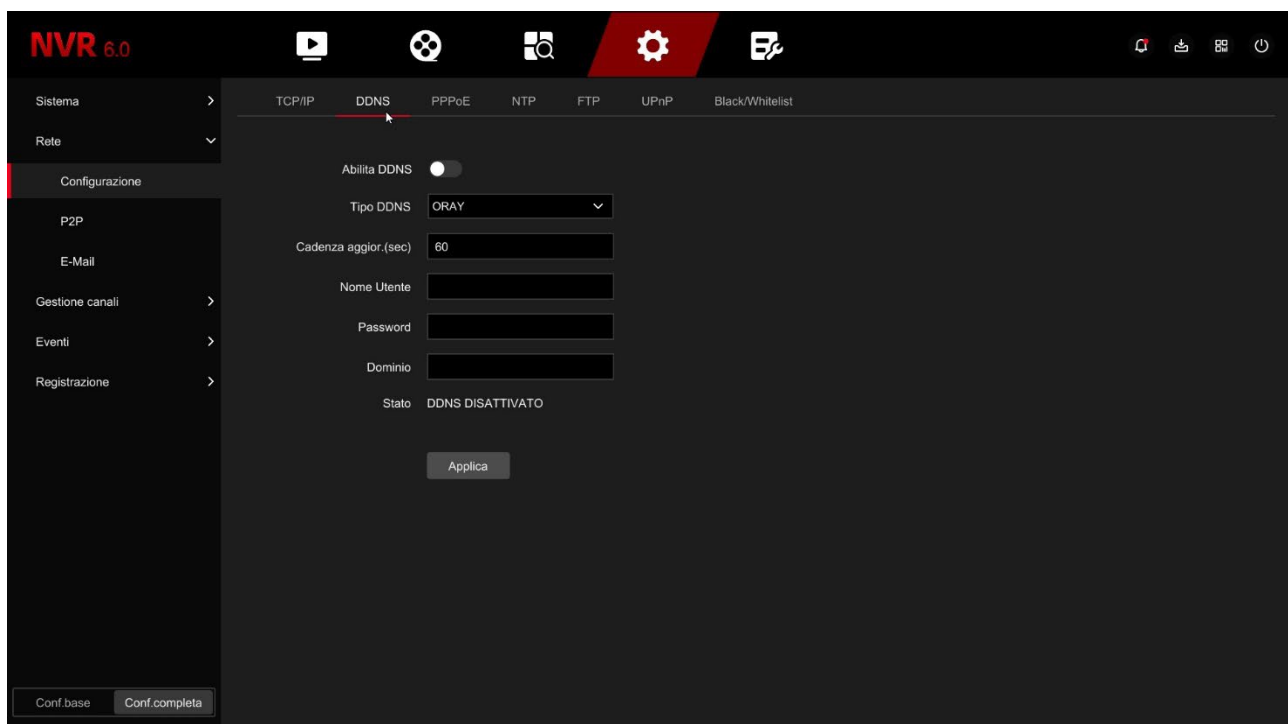 NVR 6.0
Sistema
Rete
Configurazione
P2P
E-Mail
Gestione canali
Eventi
Registrazione
Conf.base Conf.completa
TCP/IP DDNS PPPoE NTP FTP UPnP Black/Whitelist
Abilita DDNS
Tipo DDNS ORAY
Cadenza aggior.(sec) 60
Nome Utente
Password
Dominio
Stato DDNS DISATTIVATO
Applica